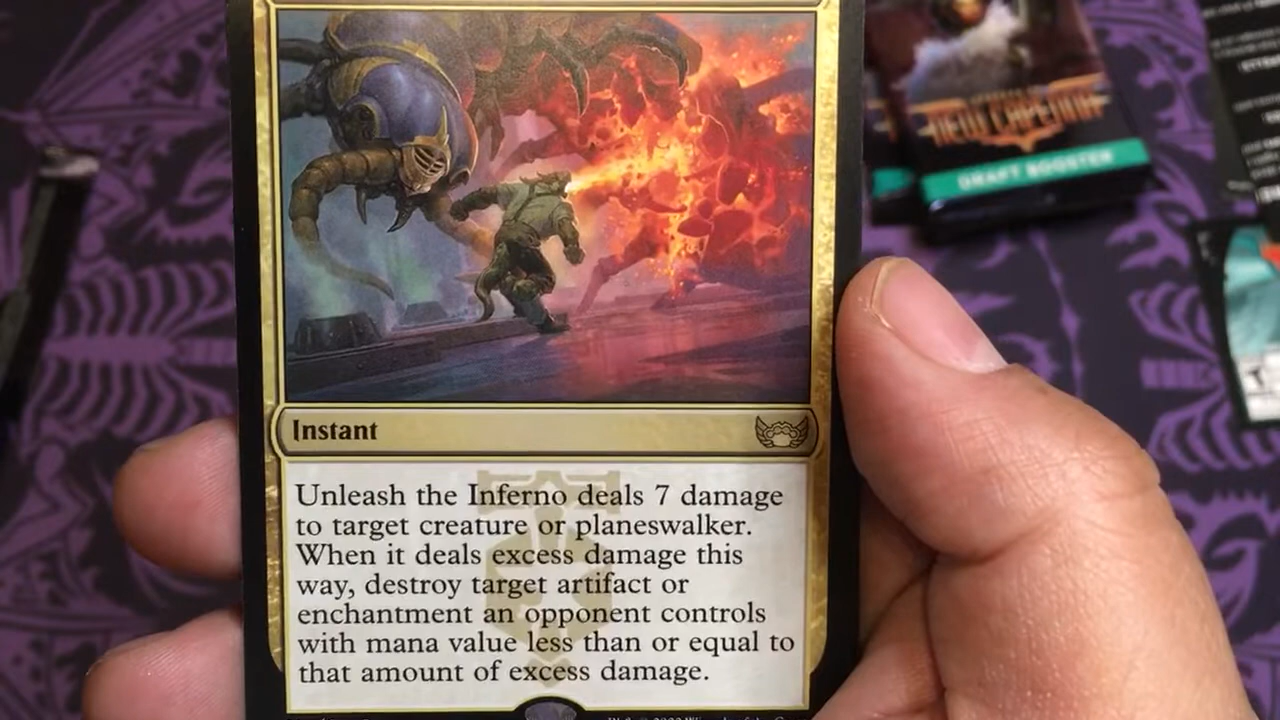 NEW CAPENNA
DRAFT BOOSTER
Instant
Unleash the Inferno deals 7 damage
to target creature or planeswalker.
When it deals excess damage this
way, destroy target artifact or
enchantment an opponent controls
with mana value less than or equal to
that amount of excess damage.